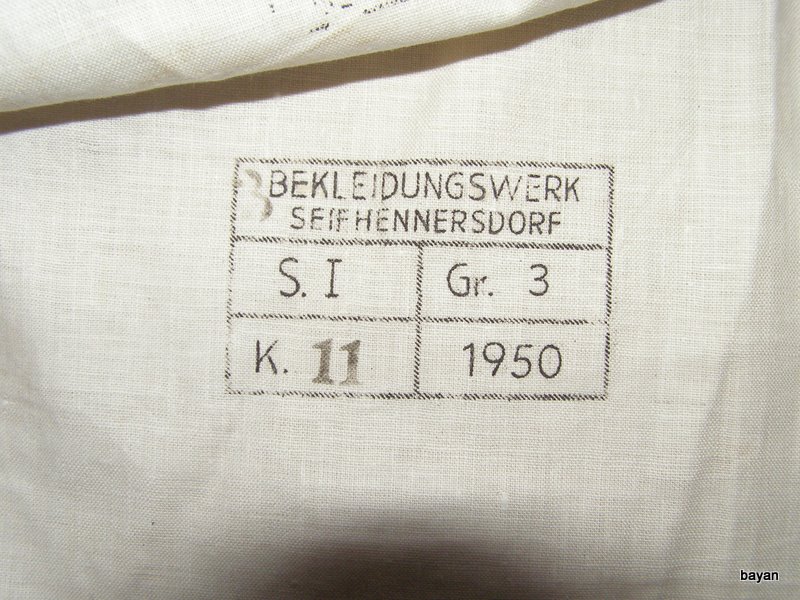 BEKLEIDUNGSWERK
SEIFHENNERSDORF
S. I Gr. 3
K. 11 1950
bayan